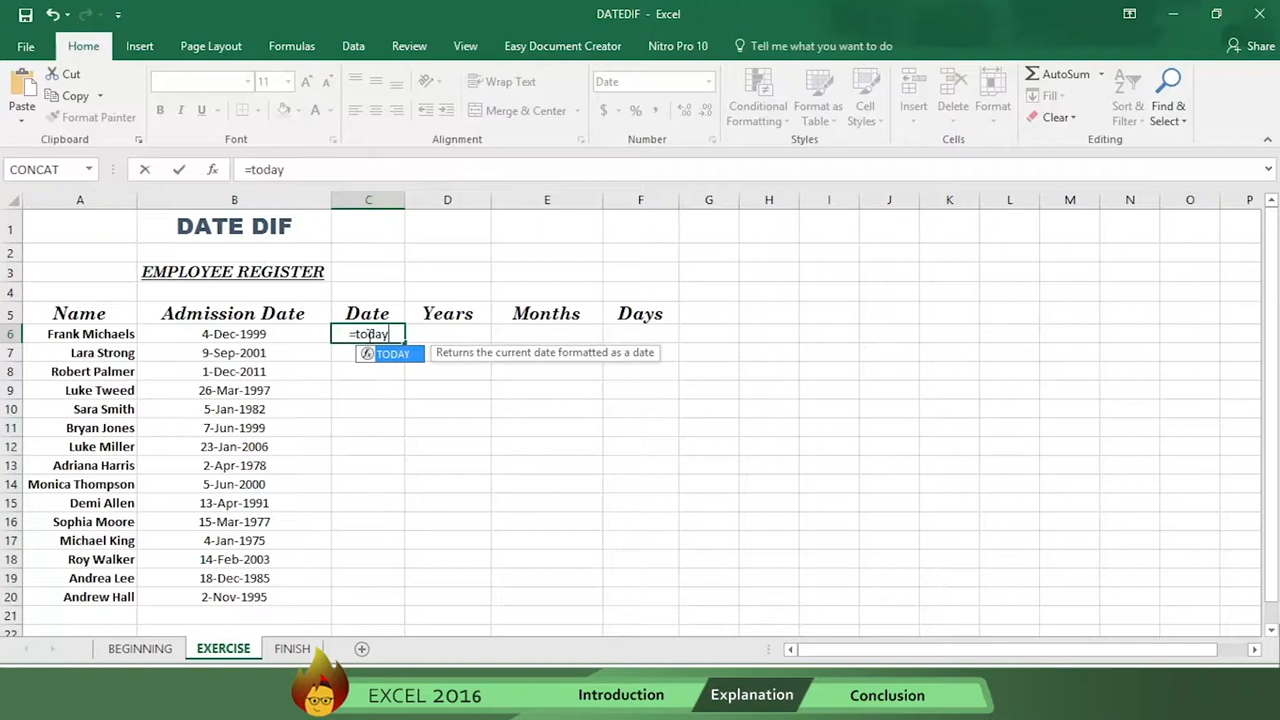 DATEDIF - Excel
File Home Insert Page Layout Formulas Data Review View Easy Document Creator Nitro Pro 10 Tell me what you want to do Share
Paste
Cut
Copy
Format Painter
Clipboard
11
B I U
Font
Wrap Text
Merge & Center
Alignment
Date
$ % ,
Number
Conditional Formatting
Format as Table
Cell Styles
Styles
Insert Delete Format
Cells
AutoSum
Fill
Clear
Sort & Filter
Find & Select
Editing
CONCAT fx =today
A B C D E F G H I J K L M N O P
1 DATE DIF
2
3 EMPLOYEE REGISTER
4
5 Name Admission Date Date Years Months Days
6 Frank Michaels 4-Dec-1999 =today
7 Lara Strong 9-Sep-2001 fx TODAY Returns the current date formatted as a date
8 Robert Palmer 1-Dec-2011
9 Luke Tweed 26-Mar-1997
10 Sara Smith 5-Jan-1982
11 Bryan Jones 7-Jun-1999
12 Luke Miller 23-Jan-2006
13 Adriana Harris 2-Apr-1978
14 Monica Thompson 5-Jun-2000
15 Demi Allen 13-Apr-1991
16 Sophia Moore 15-Mar-1977
17 Michael King 4-Jan-1975
18 Roy Walker 14-Feb-2003
19 Andrea Lee 18-Dec-1985
20 Andrew Hall 2-Nov-1995
21
22
BEGINNING EXERCISE FINISH
EXCEL 2016 Introduction Explanation Conclusion